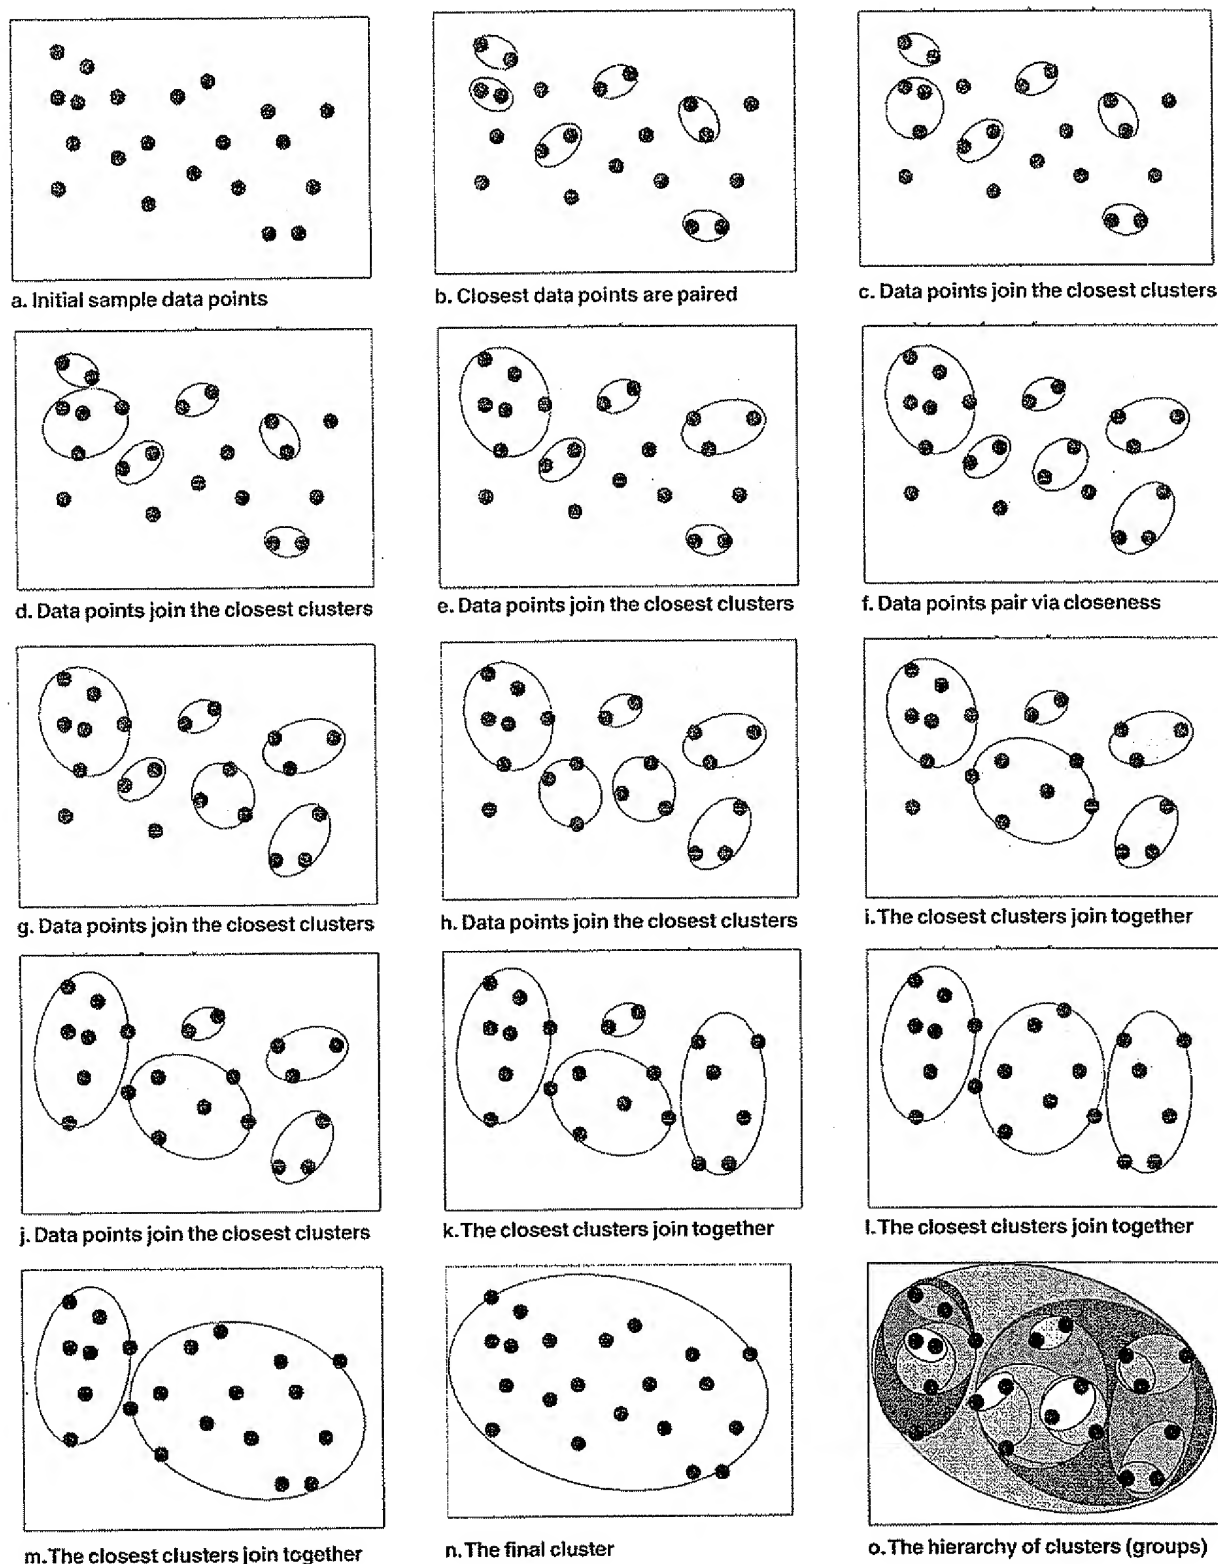 a. Initial sample data points
b. Closest data points are paired
c. Data points join the closest clusters
d. Data points join the closest clusters
e. Data points join the closest clusters
f. Data points pair via closeness
g. Data points join the closest clusters
h. Data points join the closest clusters
i. The closest clusters join together
j. Data points join the closest clusters
k. The closest clusters join together
l. The closest clusters join together
m. The closest clusters join together
n. The final cluster
o. The hierarchy of clusters (groups)